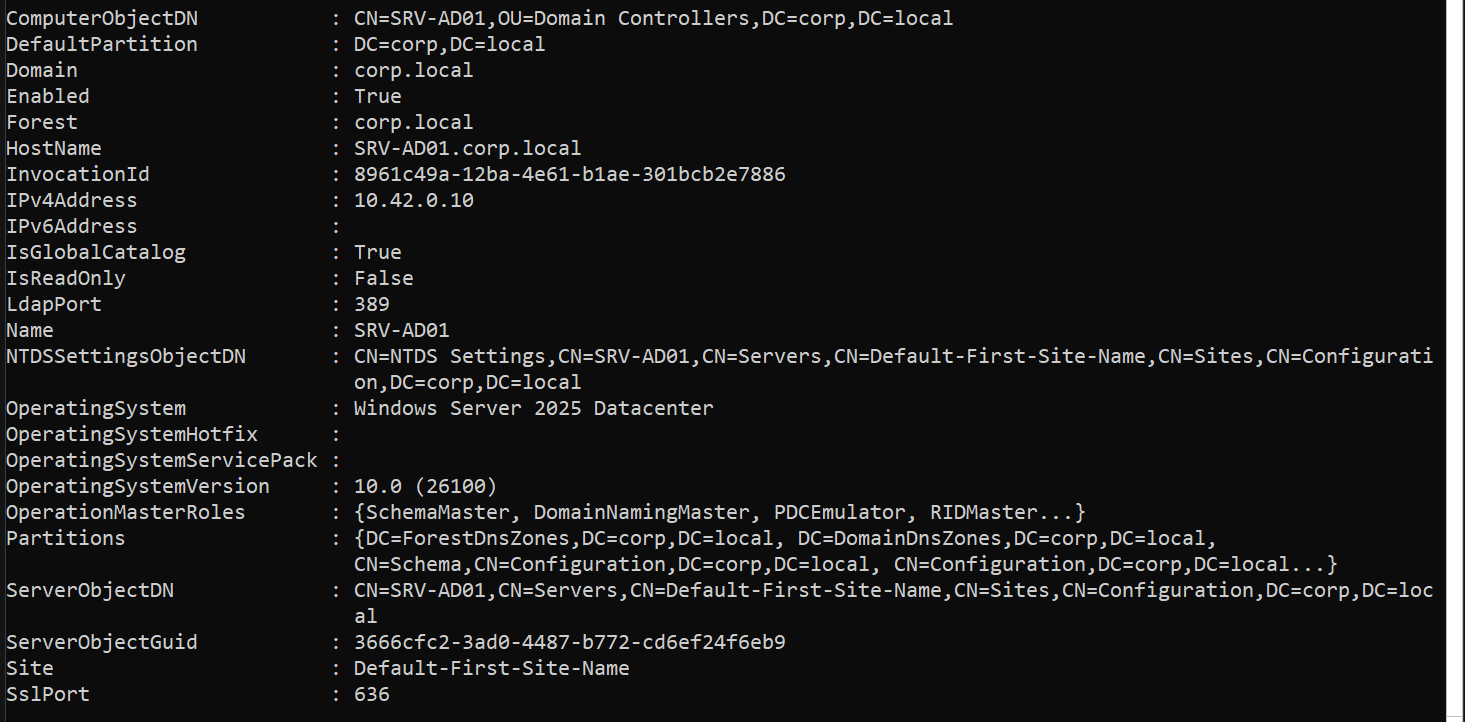 ComputerObjectDN           : CN=SRV-AD01,OU=Domain Controllers,DC=corp,DC=local
DefaultPartition           : DC=corp,DC=local
Domain                     : corp.local
Enabled                    : True
Forest                     : corp.local
HostName                   : SRV-AD01.corp.local
InvocationId               : 8961c49a-12ba-4e61-b1ae-301bcb2e7886
IPv4Address                : 10.42.0.10
IPv6Address                :
IsGlobalCatalog            : True
IsReadOnly                 : False
LdapPort                   : 389
Name                       : SRV-AD01
NTDSSettingsObjectDN       : CN=NTDS Settings,CN=SRV-AD01,CN=Servers,CN=Default-First-Site-Name,CN=Sites,CN=Configurati
                             on,DC=corp,DC=local
OperatingSystem            : Windows Server 2025 Datacenter
OperatingSystemHotfix      :
OperatingSystemServicePack :
OperatingSystemVersion     : 10.0 (26100)
OperationMasterRoles       : {SchemaMaster, DomainNamingMaster, PDCEmulator, RIDMaster...}
Partitions                 : {DC=ForestDnsZones,DC=corp,DC=local, DC=DomainDnsZones,DC=corp,DC=local,
                             CN=Schema,CN=Configuration,DC=corp,DC=local, CN=Configuration,DC=corp,DC=local...}
ServerObjectDN             : CN=SRV-AD01,CN=Servers,CN=Default-First-Site-Name,CN=Sites,CN=Configuration,DC=corp,DC=loc
                             al
ServerObjectGuid           : 3666cfc2-3ad0-4487-b772-cd6ef24f6eb9
Site                       : Default-First-Site-Name
SslPort                    : 636